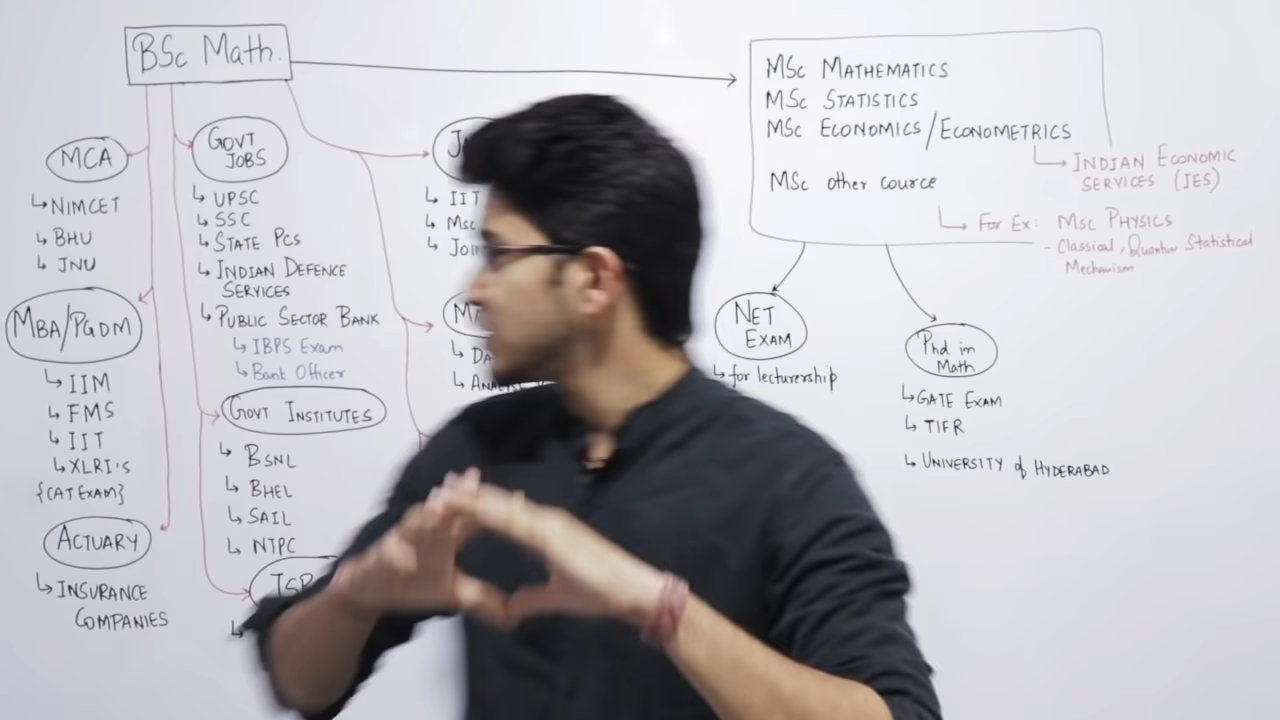 BSc Math.
MCA
NIMCET
BHU
JNU
MBA/PGDM
IIM
FMS
IIT
XLRI's
{CAT EXAM}
ACTUARY
INSURANCE
COMPANIES
GOVT
JOBS
UPSC
SSC
STATE PCS
INDIAN DEFENCE
SERVICES
PUBLIC SECTOR BANK
IBPS Exam
Bank Officer
GOVT INSTITUTES
BSNL
BHEL
SAIL
NTPC
IIT
MSc
MSC MATHEMATICS
MSC STATISTICS
MSC ECONOMICS/ECONOMETRICS
INDIAN ECONOMIC
SERVICES (IES)
MSC other cource
For Ex: MSC PHYSICS
- Classical, Quantum Statistical
Mechanism
NET
EXAM
for lecturership
Phd in
Math
GATE EXAM
TIFR
UNIVERSITY of HYDERABAD